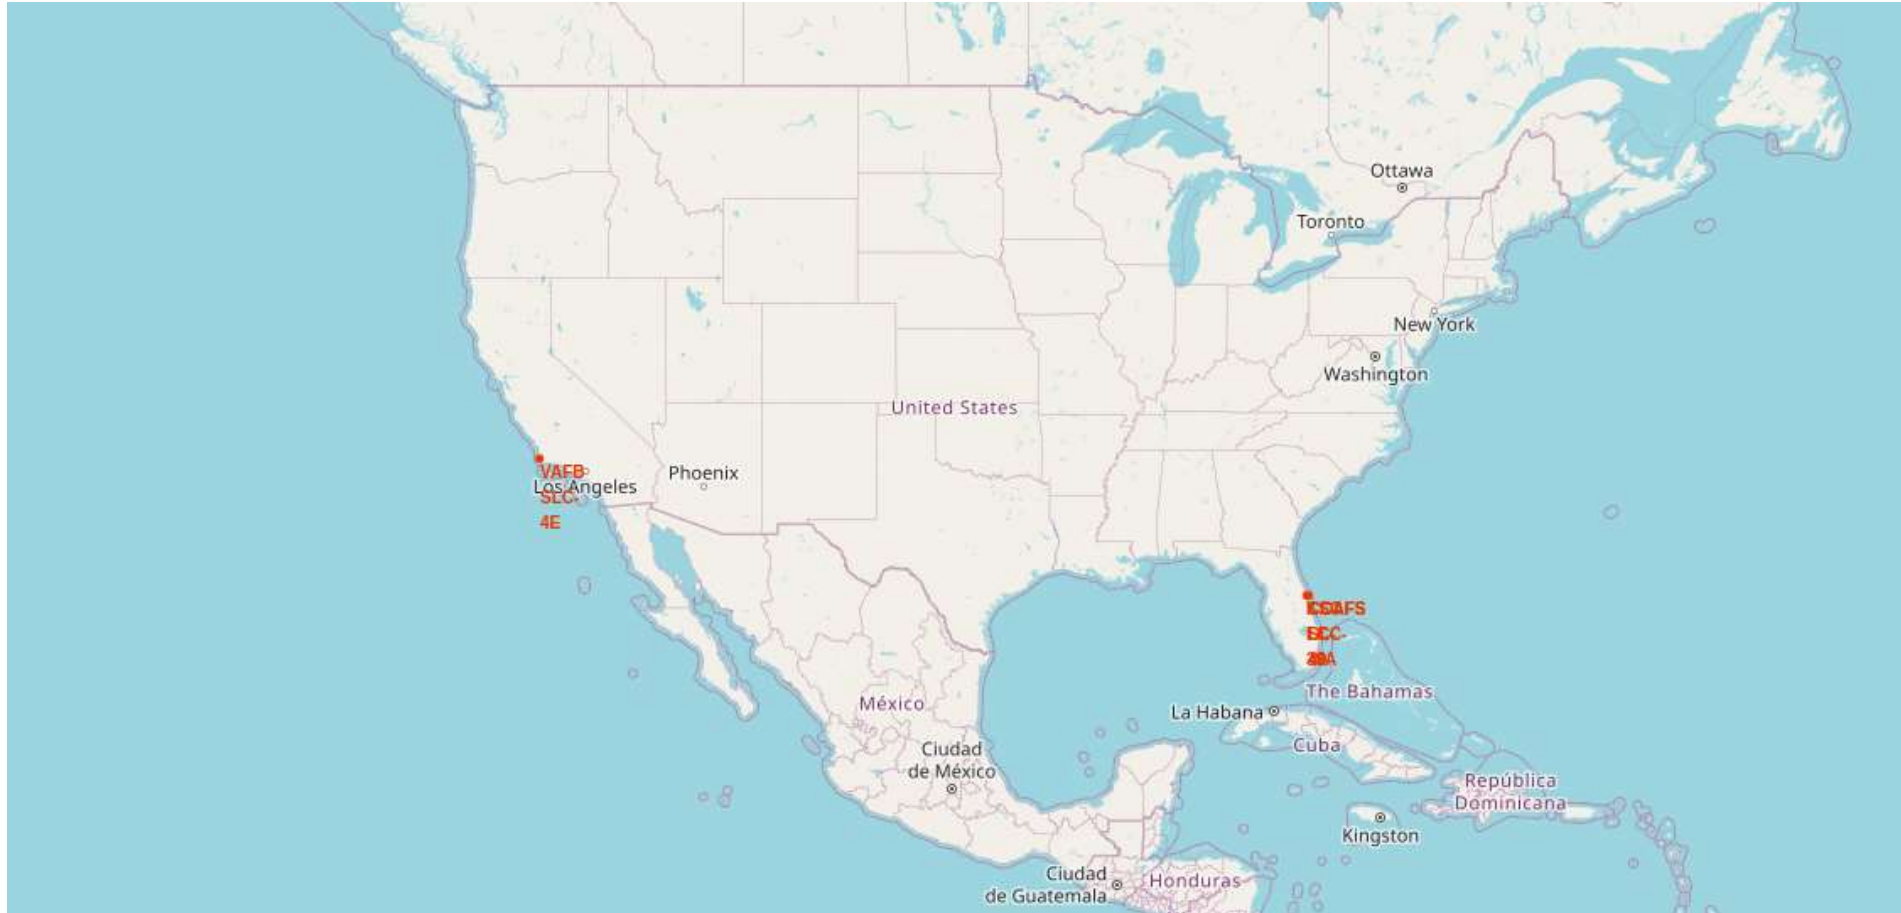 Ottawa
Toronto
New York
Washington
United States
Phoenix
VAFB
Los Angeles
SLC-
4E
The Bahamas
La Habana
México
Cuba
Ciudad
de México
República
Dominicana
Kingston
Ciudad
de Guatemala
Honduras